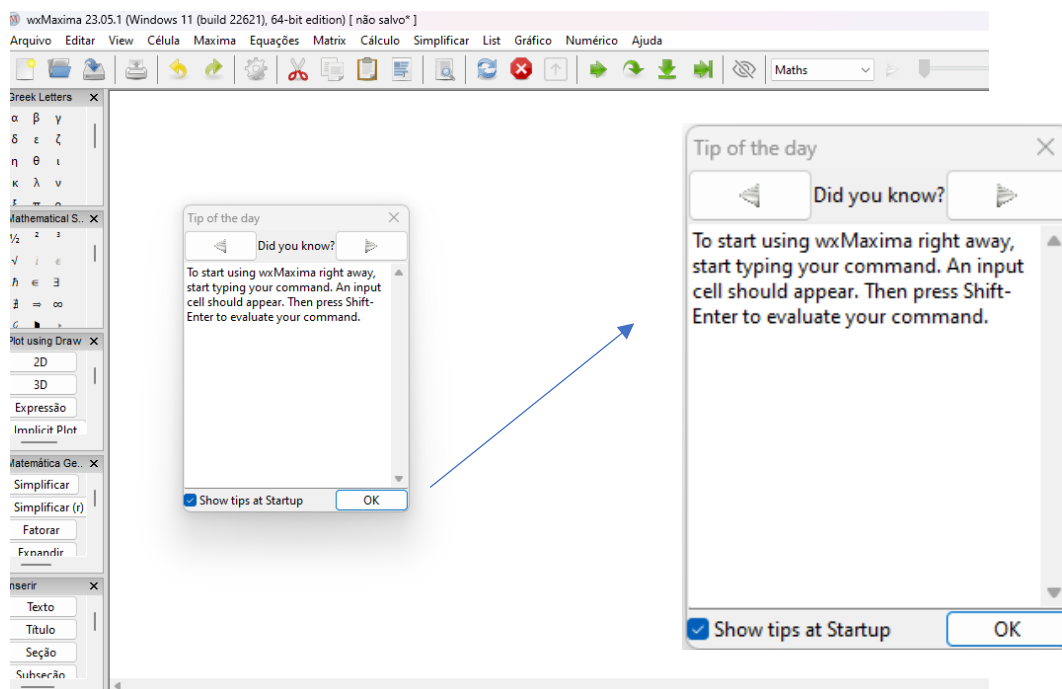 wxMaxima 23.05.1 (Windows 11 (build 22621), 64-bit edition) [ não salvo* ]
Arquivo Editar View Célula Maxima Equações Matrix Cálculo Simplificar List Gráfico Numérico Ajuda
Maths
Greek Letters
α β γ
δ ε ζ
η θ ι
κ λ ν
ξ π ο
Mathematical S..
½ ² ³
√ i e
ħ ∈ ∃
∄ ⇒ ∞
Plot using Draw
2D
3D
Expressão
Implicit Plot
Matemática Ge..
Simplificar
Simplificar (r)
Fatorar
Expandir
Inserir
Texto
Título
Seção
Subseção
Tip of the day
Did you know?
To start using wxMaxima right away,
start typing your command. An input
cell should appear. Then press Shift-
Enter to evaluate your command.
Show tips at Startup
OK
Tip of the day
Did you know?
To start using wxMaxima right away,
start typing your command. An input
cell should appear. Then press Shift-
Enter to evaluate your command.
Show tips at Startup
OK